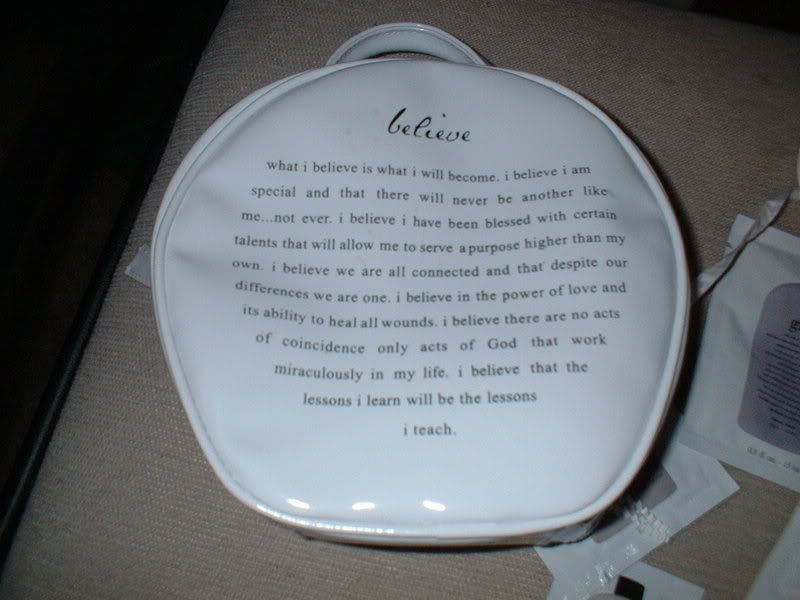 believe
what i believe is what i will become. i believe i am
special and that there will never be another like
me...not ever. i believe i have been blessed with certain
talents that will allow me to serve a purpose higher than my
own. i believe we are all connected and that despite our
differences we are one. i believe in the power of love and
its ability to heal all wounds. i believe there are no acts
of coincidence only acts of God that work
miraculously in my life. i believe that the
lessons i learn will be the lessons
i teach.